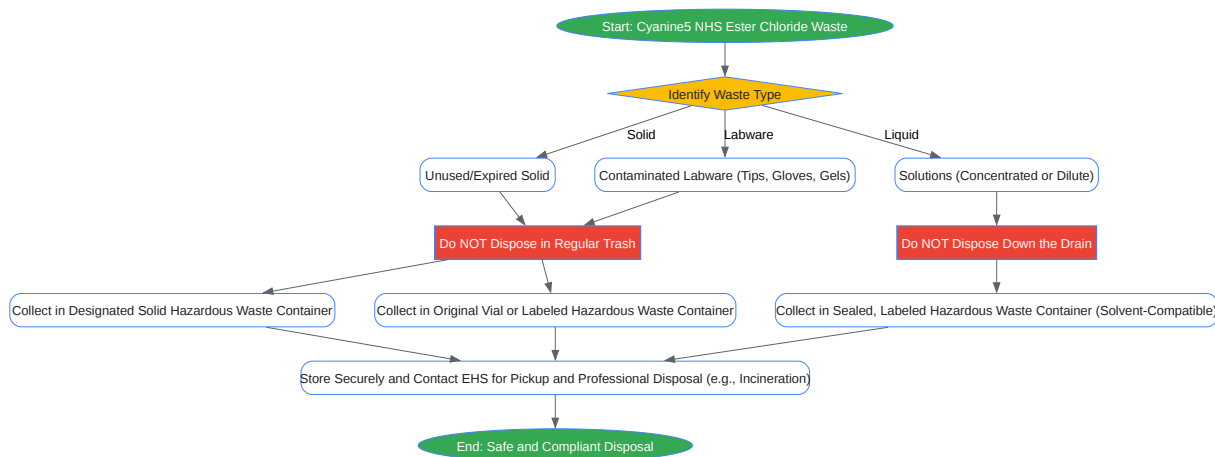 Start: Cyanine5 NHS Ester Chloride Waste
Identify Waste Type
Solid
Labware
Liquid
Unused/Expired Solid
Contaminated Labware (Tips, Gloves, Gels)
Solutions (Concentrated or Dilute)
Do NOT Dispose in Regular Trash
Do NOT Dispose Down the Drain
Collect in Designated Solid Hazardous Waste Container
Collect in Original Vial or Labeled Hazardous Waste Container
Collect in Sealed, Labeled Hazardous Waste Container (Solvent-Compatible)
Store Securely and Contact EHS for Pickup and Professional Disposal (e.g., Incineration)
End: Safe and Compliant Disposal